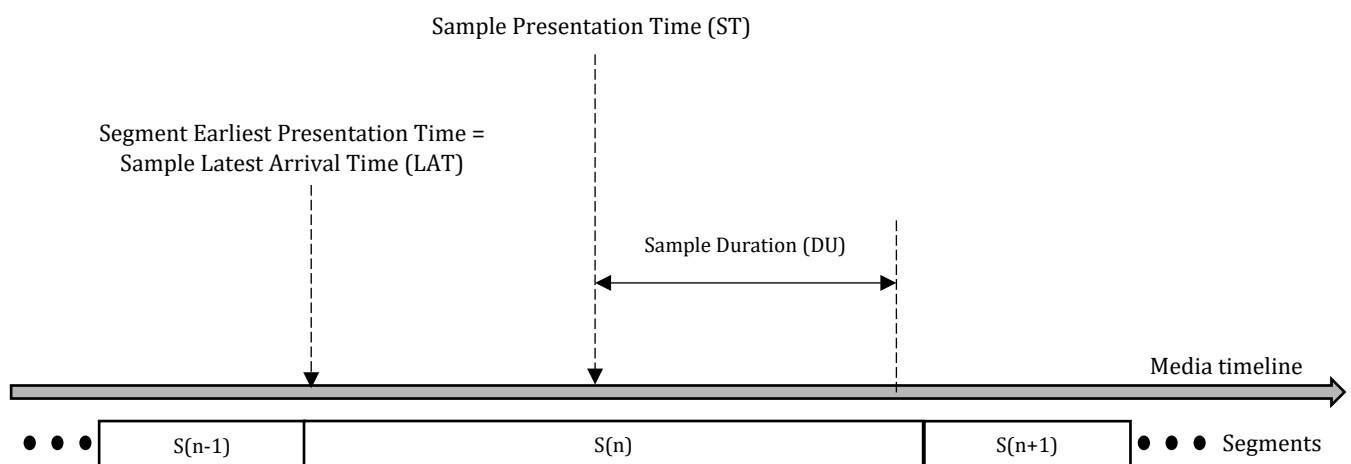 Sample Presentation Time (ST)
Segment Earliest Presentation Time =
Sample Latest Arrival Time (LAT)
Sample Duration (DU)
Media timeline
S(n-1)
S(n)
S(n+1)
Segments